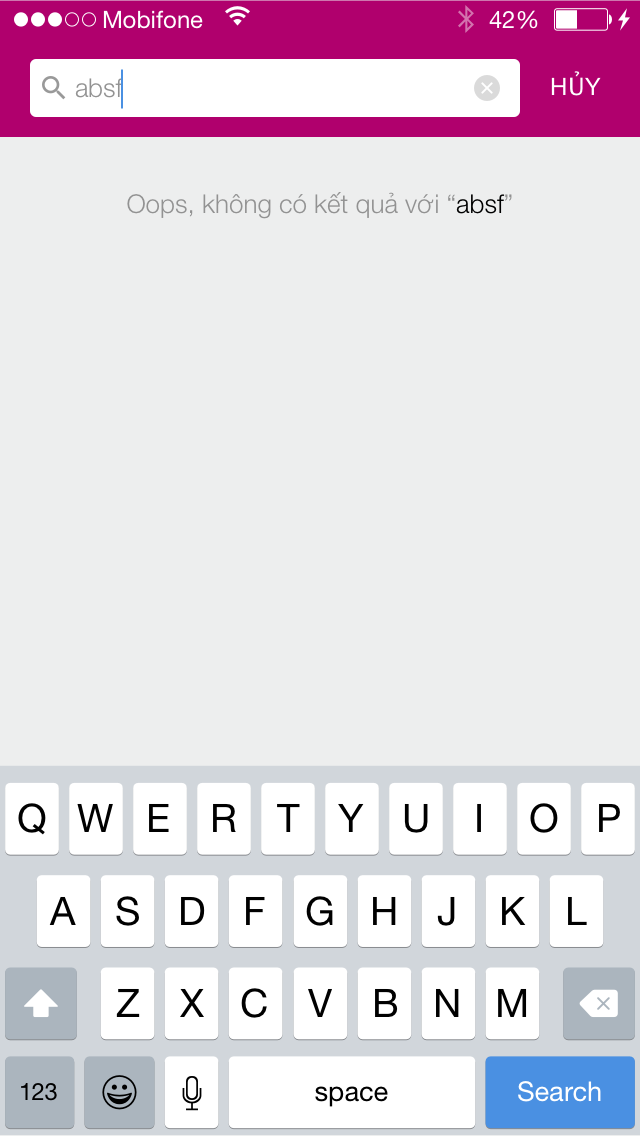 Mobifone 42%
absf HỦY
Oops, không có kết quả với “absf”
Q W E R T Y U I O P
A S D F G H J K L
Z X C V B N M
123 space Search